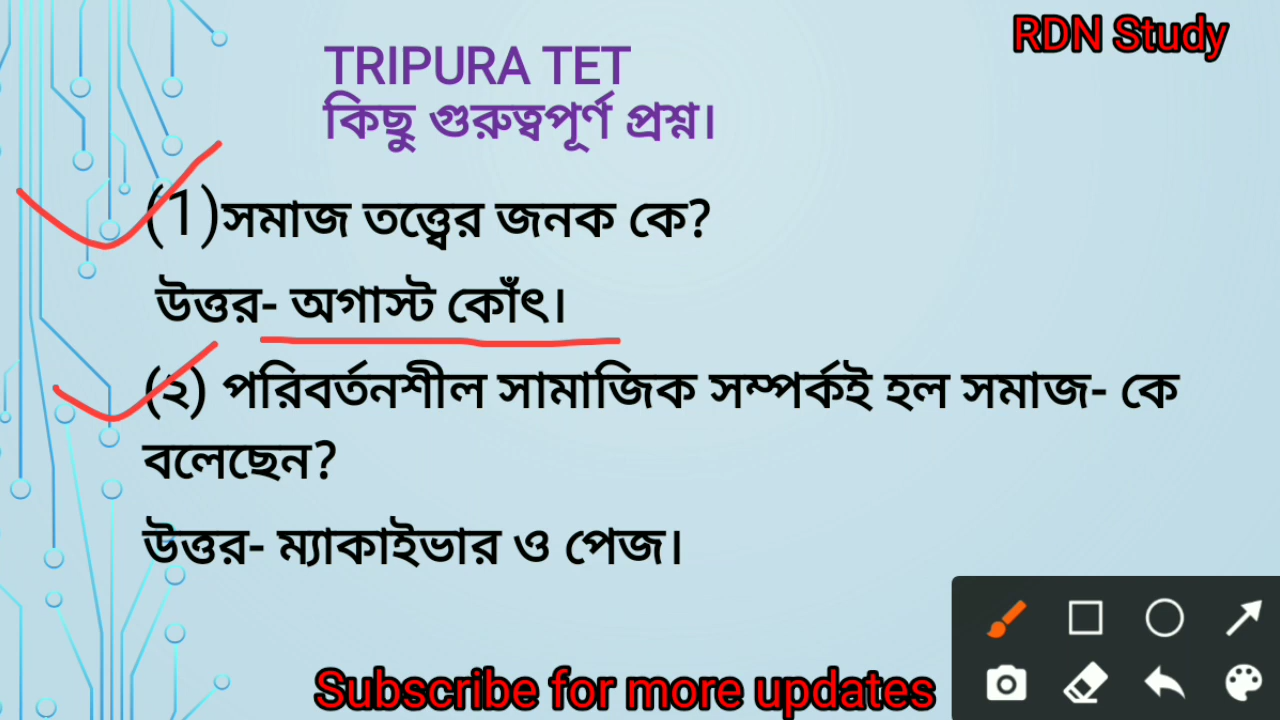 RDN Study
TRIPURA TET
কিছু গুরুত্বপূর্ণ প্রশ্ন।
(1)সমাজ তত্ত্বের জনক কে?
উত্তর- অগাস্ট কোঁৎ।
(২) পরিবর্তনশীল সামাজিক সম্পর্কই হল সমাজ- কে
বলেছেন?
উত্তর- ম্যাকাইভার ও পেজ।
Subscribe for more updates